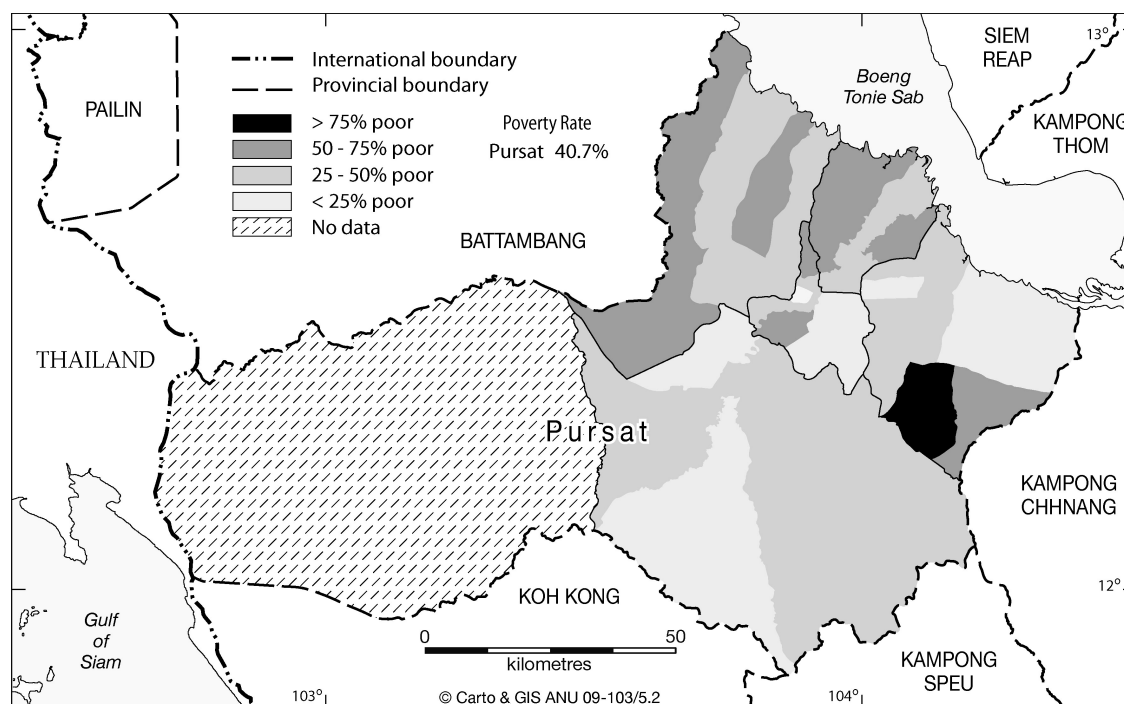 SIEM
REAP
13°
International boundary
Provincial boundary
PAILIN
Boeng
Tonie Sab
> 75% poor
50 - 75% poor
25 - 50% poor
< 25% poor
No data
Poverty Rate
Pursat 40.7%
KAMPONG
THOM
BATTAMBANG
THAILAND
Pursat
KAMPONG
CHHNANG
12°
KOH KONG
Gulf
of
Siam
0 50
kilometres
KAMPONG
SPEU
103°
© Carto & GIS ANU 09-103/5.2
104°